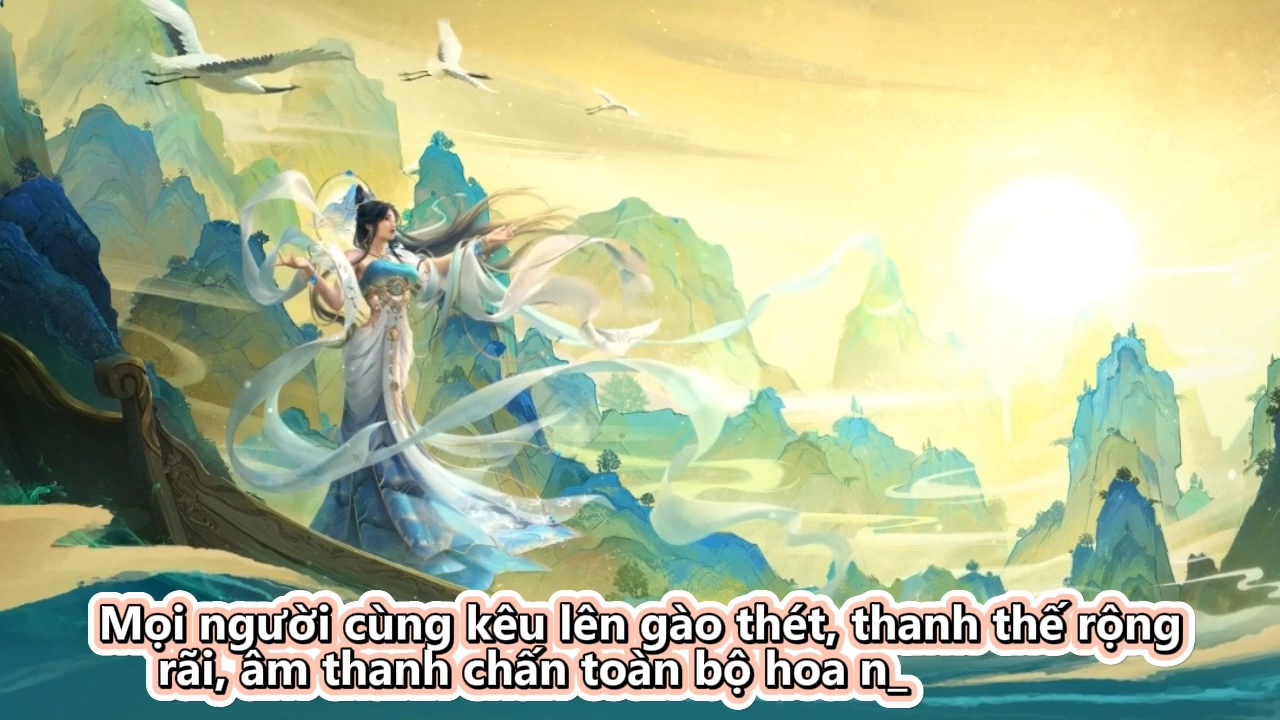 Mọi người cùng kêu lên gào thét, thanh thế rộng
rãi, âm thanh chấn toàn bộ hoa n_